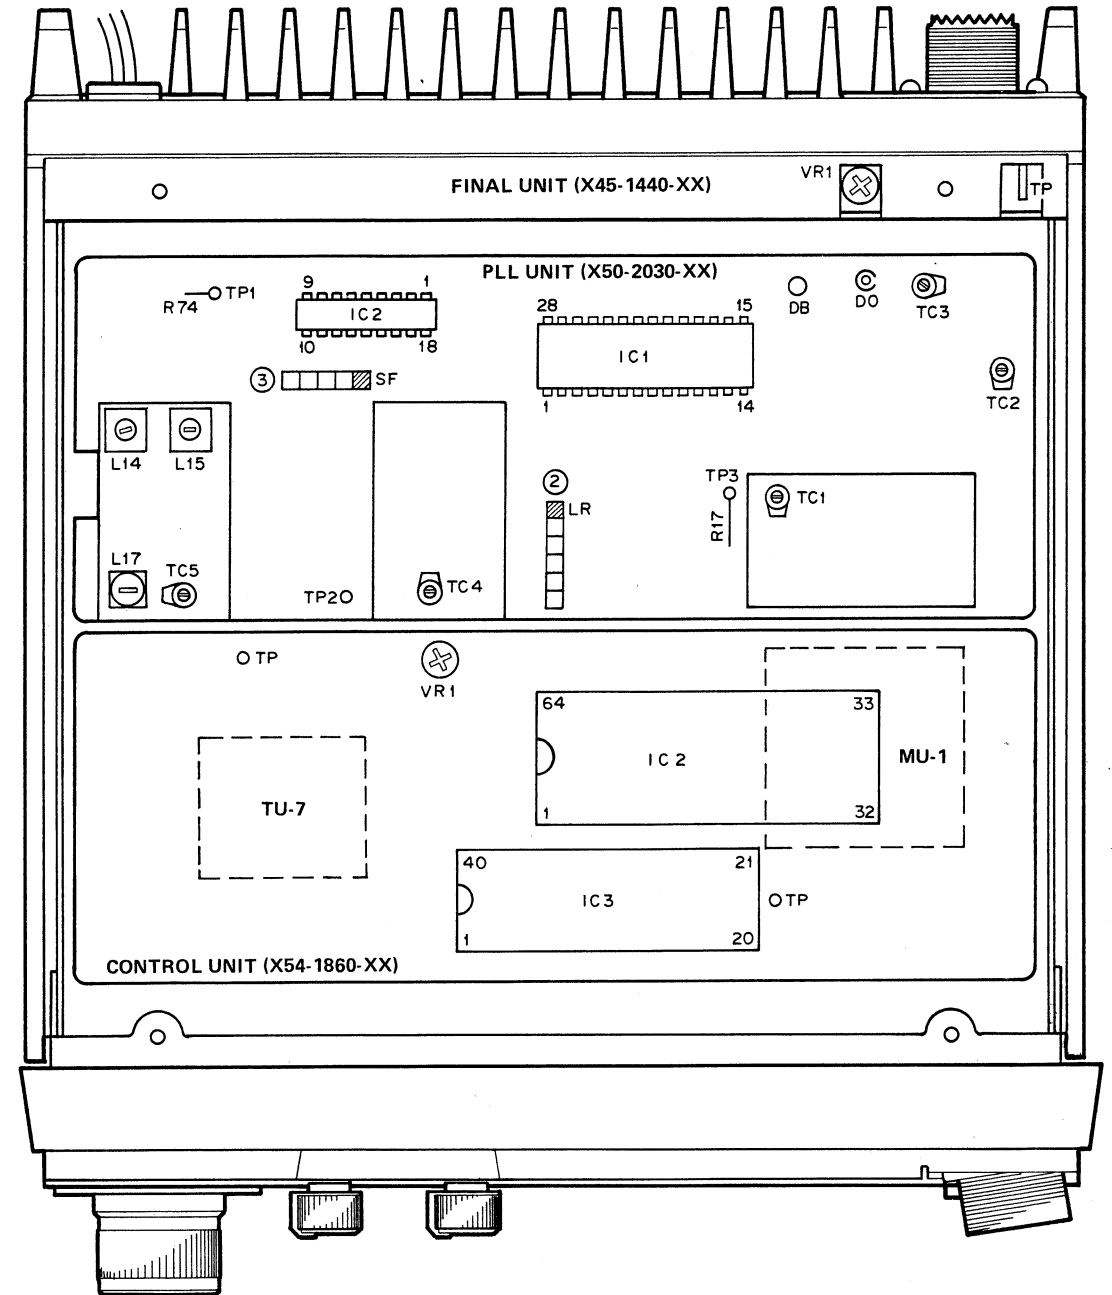 FINAL UNIT (X45-1440-XX)
VR1
TP
PLL UNIT (X50-2030-XX)
R74
TP1
9
1
IC2
10
18
28
15
IC1
1
14
DB
DO
TC3
TC2
3
SF
L14
L15
L17
TC5
TP2
TC4
2
LR
TP3
R17
TC1
TP
VR1
64
33
IC2
1
32
MU-1
TU-7
40
21
IC3
1
20
TP
CONTROL UNIT (X54-1860-XX)